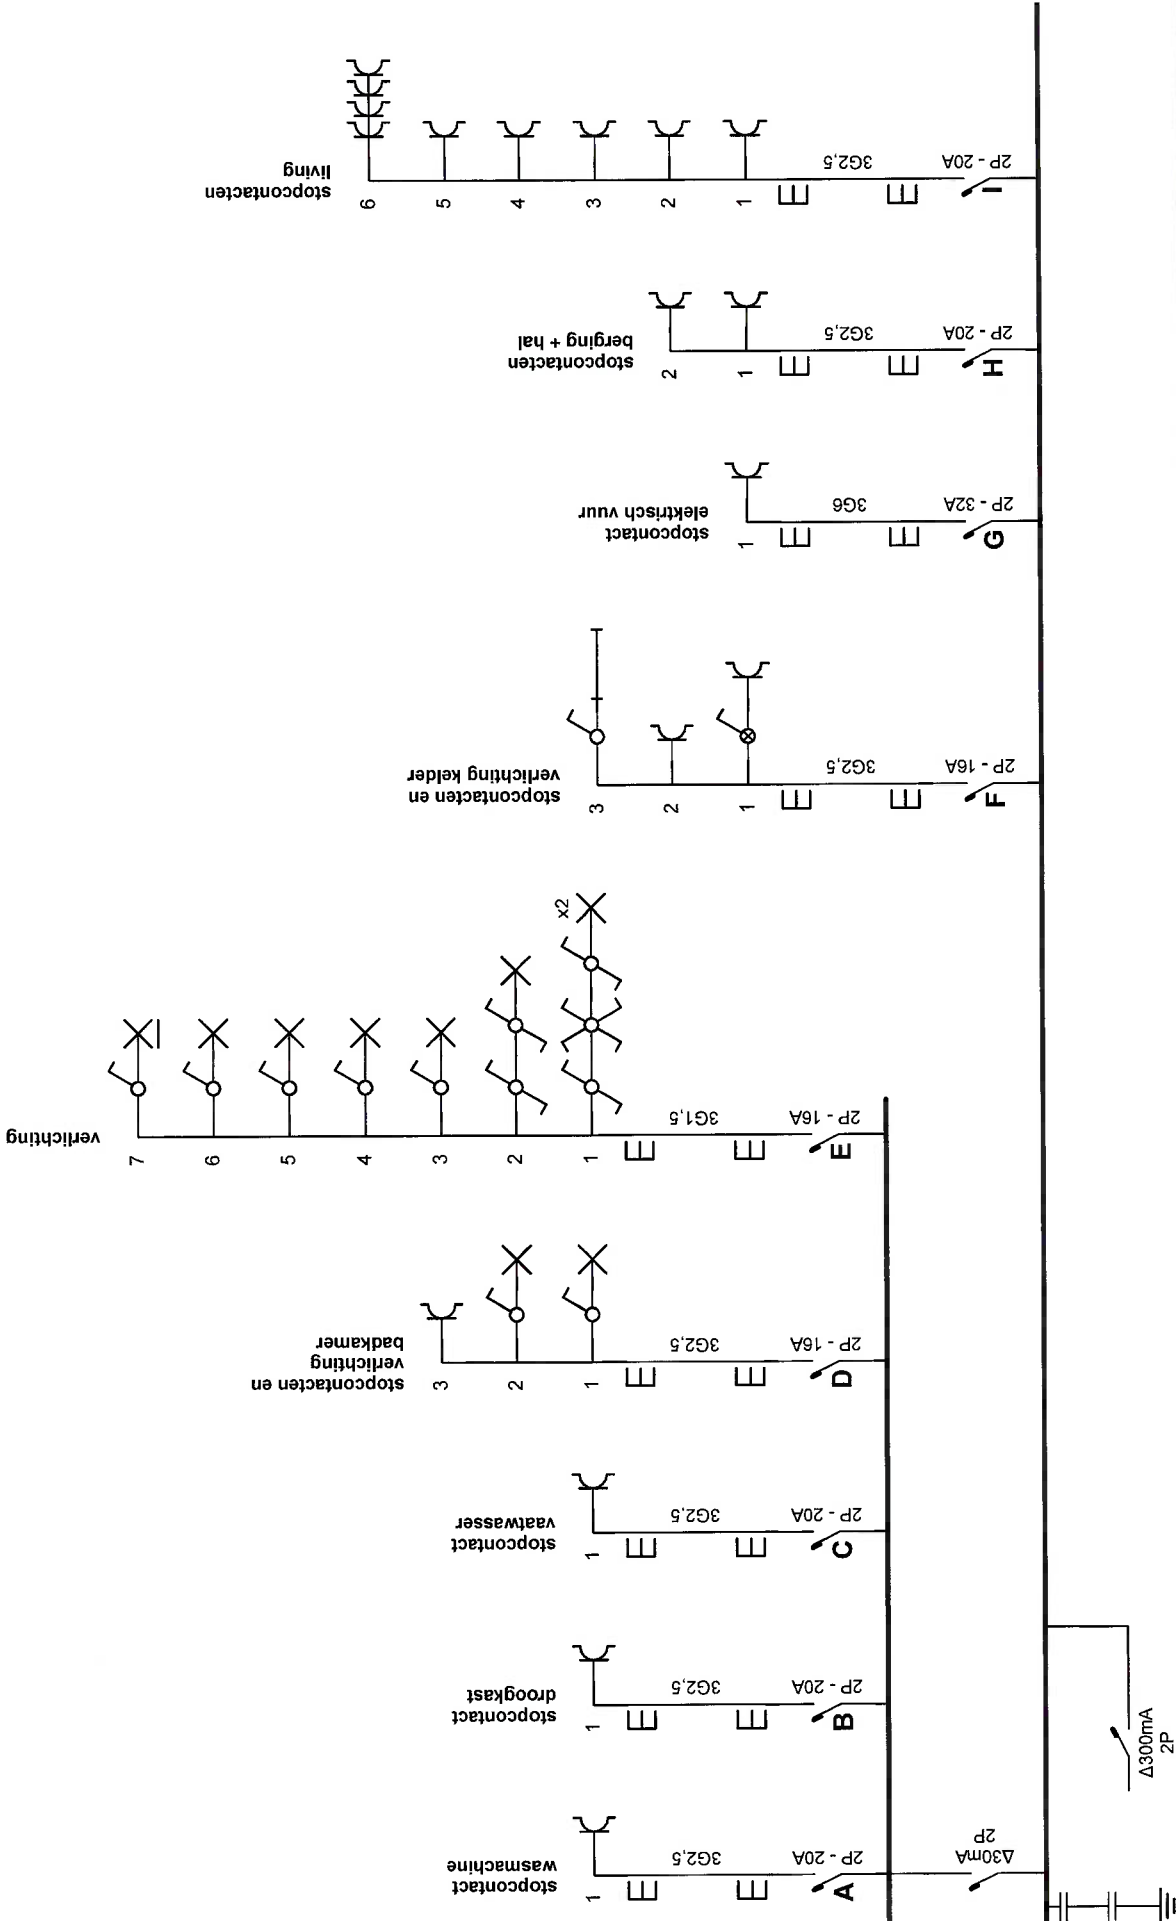 stopcontacten
living
6
5
4
3
2
1
3G2,5
2P - 20A
I
stopcontacten
berging + hal
2
1
3G2,5
2P - 20A
H
stopcontact
elektrisch vuur
1
3G6
2P - 32A
G
stopcontacten en
verlichting kelder
3
2
1
3G2,5
2P - 16A
F
verlichting
7
6
5
4
3
2
1
x2
3G1,5
2P - 16A
E
stopcontacten en
verlichting
badkamer
3
2
1
3G2,5
2P - 16A
D
stopcontact
vaatwasser
1
3G2,5
2P - 20A
C
stopcontact
droogkast
1
3G2,5
2P - 20A
B
stopcontact
wasmachine
1
3G2,5
2P - 20A
A
Δ30mA
2P
Δ300mA
2P